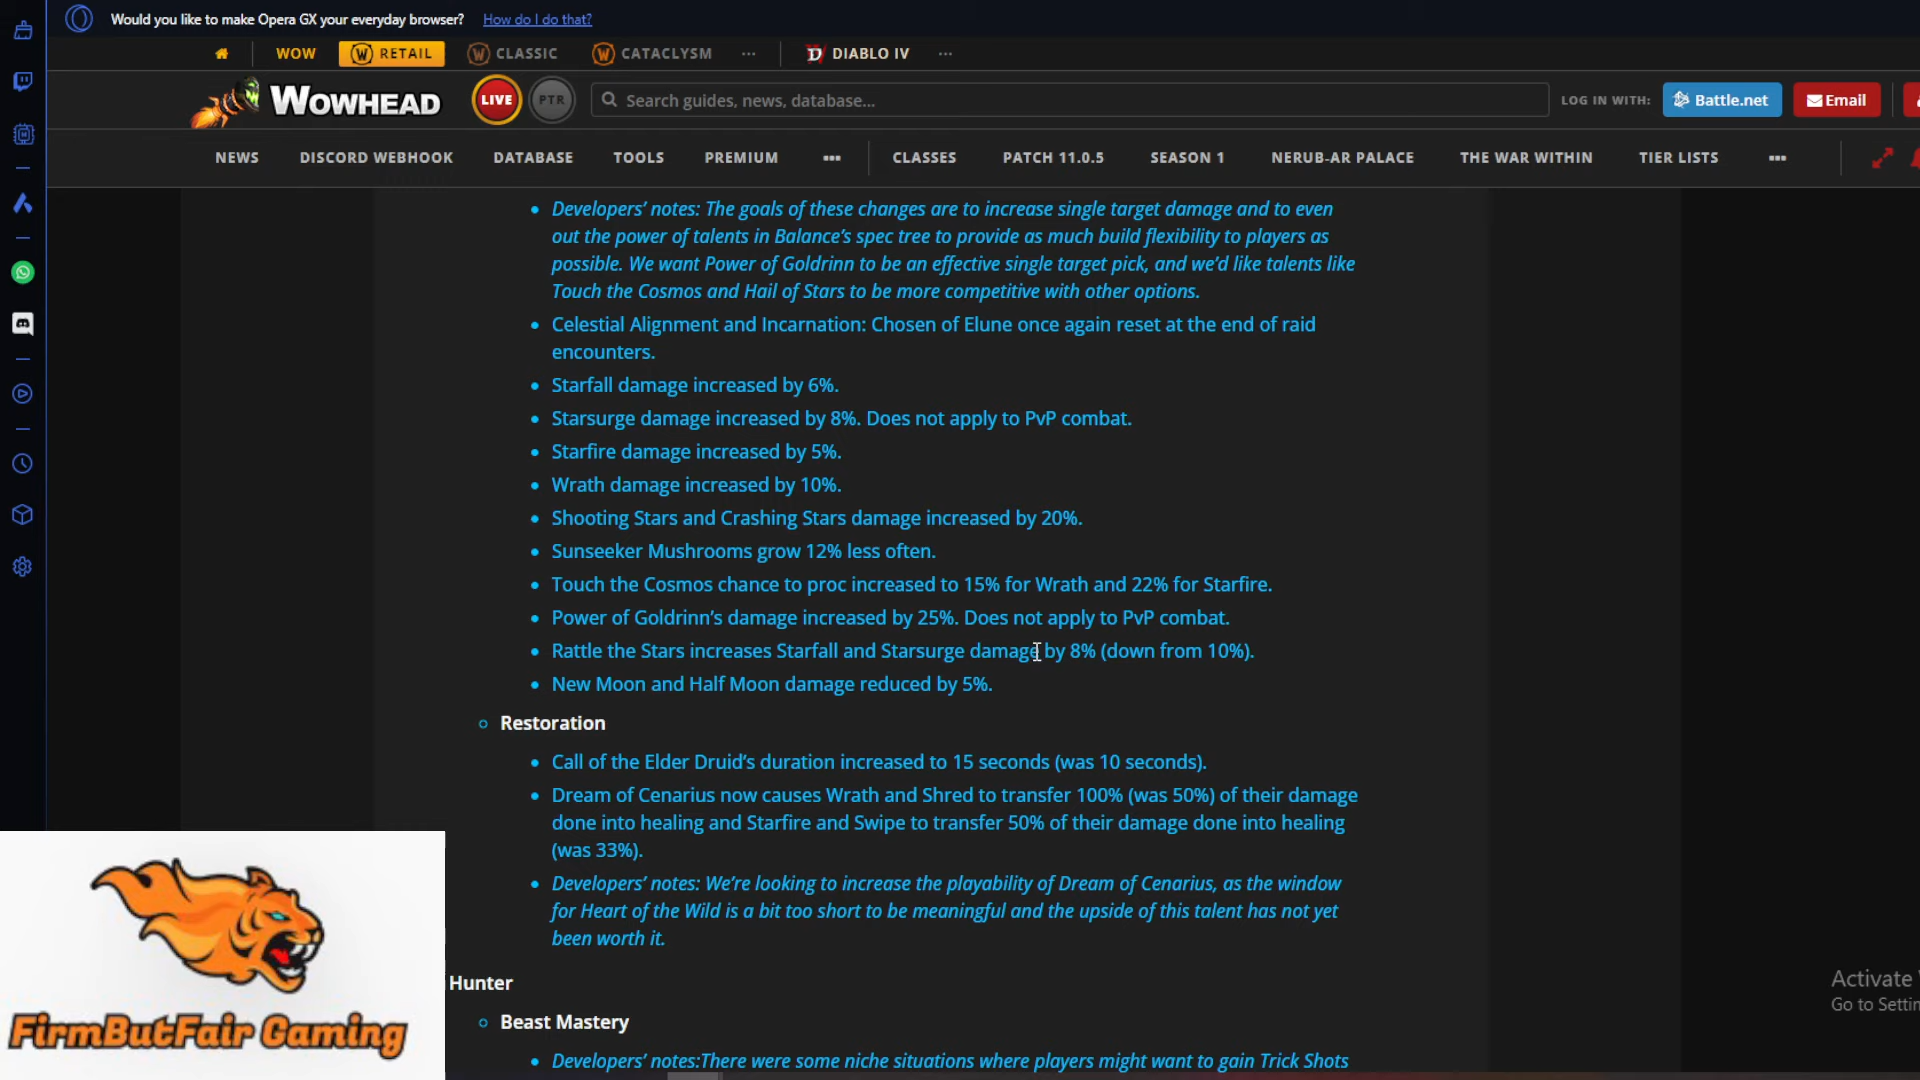 Would you like to make Opera GX your everyday browser? How do I do that?
WOW RETAIL CLASSIC CATACLYSM ... DIABLO IV ...
WOWHEAD LIVE PTR Search guides, news, database... LOG IN WITH: Battle.net Email
NEWS DISCORD WEBHOOK DATABASE TOOLS PREMIUM ... CLASSES PATCH 11.0.5 SEASON 1 NERUB-AR PALACE THE WAR WITHIN TIER LISTS ...
• Developers’ notes: The goals of these changes are to increase single target damage and to even
out the power of talents in Balance’s spec tree to provide as much build flexibility to players as
possible. We want Power of Goldrinn to be an effective single target pick, and we’d like talents like
Touch the Cosmos and Hail of Stars to be more competitive with other options.
• Celestial Alignment and Incarnation: Chosen of Elune once again reset at the end of raid
encounters.
• Starfall damage increased by 6%.
• Starsurge damage increased by 8%. Does not apply to PvP combat.
• Starfire damage increased by 5%.
• Wrath damage increased by 10%.
• Shooting Stars and Crashing Stars damage increased by 20%.
• Sunseeker Mushrooms grow 12% less often.
• Touch the Cosmos chance to proc increased to 15% for Wrath and 22% for Starfire.
• Power of Goldrinn’s damage increased by 25%. Does not apply to PvP combat.
• Rattle the Stars increases Starfall and Starsurge damage by 8% (down from 10%).
• New Moon and Half Moon damage reduced by 5%.
Restoration
• Call of the Elder Druid’s duration increased to 15 seconds (was 10 seconds).
• Dream of Cenarius now causes Wrath and Shred to transfer 100% (was 50%) of their damage
done into healing and Starfire and Swipe to transfer 50% of their damage done into healing
(was 33%).
• Developers’ notes: We’re looking to increase the playability of Dream of Cenarius, as the window
for Heart of the Wild is a bit too short to be meaningful and the upside of this talent has not yet
been worth it.
Hunter
Beast Mastery
• Developers’ notes:There were some niche situations where players might want to gain Trick Shots
FirmButFair Gaming
Activate
Go to Settin